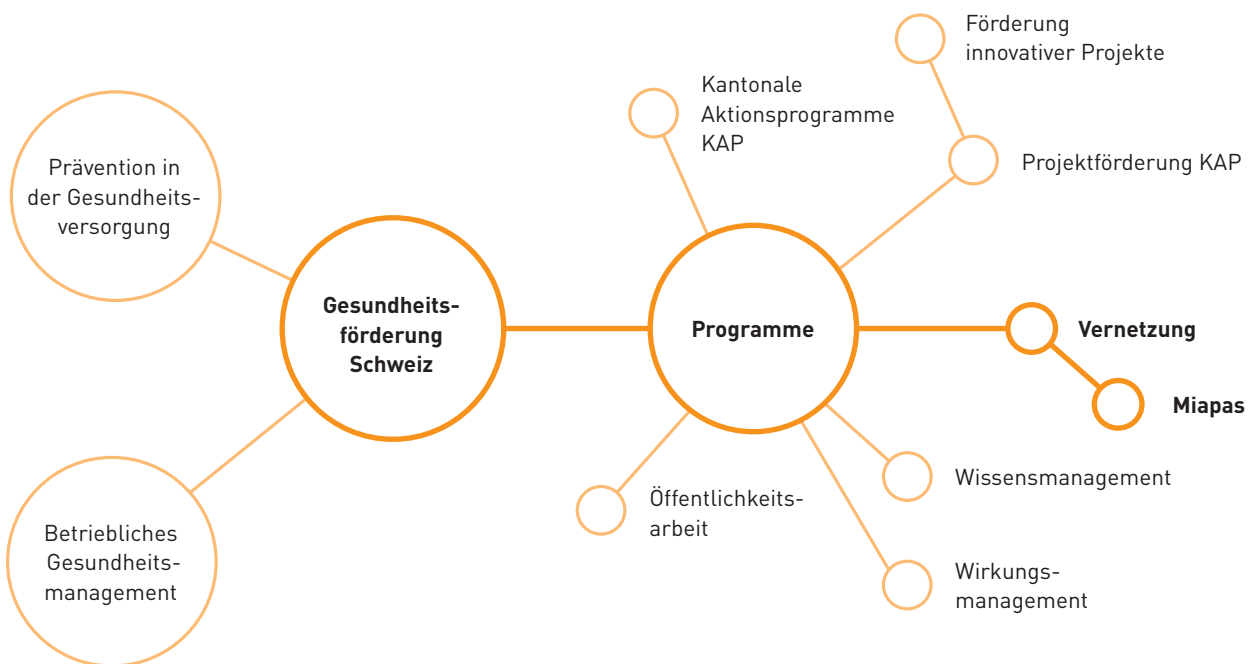 Förderung
innovativer Projekte
Kantonale
Aktionsprogramme
KAP
Prävention in
der Gesundheits-
versorgung
Projektförderung KAP
Gesundheits-
förderung
Schweiz
Programme
Vernetzung
Miapas
Wissensmanagement
Öffentlichkeits-
arbeit
Betriebliches
Gesundheits-
management
Wirkungs-
management